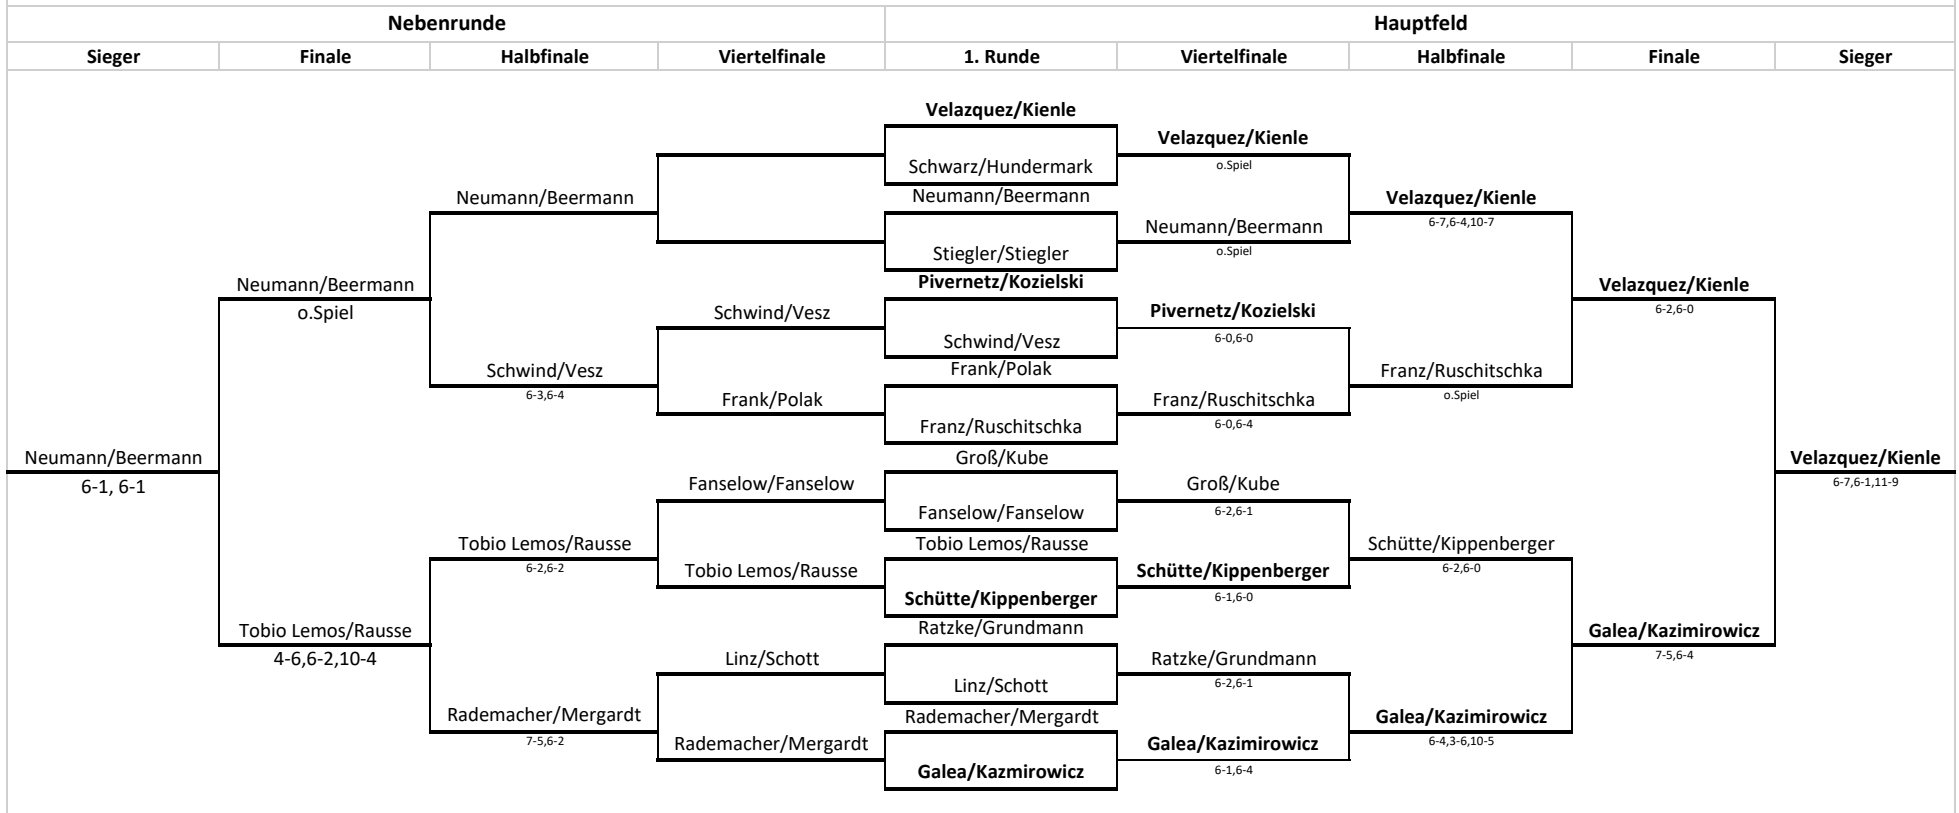 Nebenrunde Hauptfeld
Sieger Finale Halbfinale Viertelfinale 1. Runde Viertelfinale Halbfinale Finale Sieger
Velazquez/Kienle
Velazquez/Kienle
Schwarz/Hundermark o.Spiel
Neumann/Beermann Neumann/Beermann Velazquez/Kienle
6-7,6-4,10-7
Neumann/Beermann
Stiegler/Stiegler o.Spiel
Neumann/Beermann Pivernetz/Kozielski Velazquez/Kienle
o.Spiel Schwind/Vesz Pivernetz/Kozielski 6-2,6-0
Schwind/Vesz 6-0,6-0
Schwind/Vesz Frank/Polak Franz/Ruschitschka
6-3,6-4 Frank/Polak Franz/Ruschitschka o.Spiel
Franz/Ruschitschka 6-0,6-4
Neumann/Beermann Groß/Kube Velazquez/Kienle
6-1, 6-1 Fanselow/Fanselow Groß/Kube 6-7,6-1,11-9
Fanselow/Fanselow 6-2,6-1
Tobio Lemos/Rausse Tobio Lemos/Rausse Schütte/Kippenberger
6-2,6-2 Tobio Lemos/Rausse Schütte/Kippenberger 6-2,6-0
Schütte/Kippenberger 6-1,6-0
Tobio Lemos/Rausse Ratzke/Grundmann Galea/Kazimirowicz
4-6,6-2,10-4 Linz/Schott Ratzke/Grundmann 7-5,6-4
Linz/Schott 6-2,6-1
Rademacher/Mergardt Rademacher/Mergardt Galea/Kazimirowicz
7-5,6-2 Rademacher/Mergardt Galea/Kazimirowicz 6-4,3-6,10-5
Galea/Kazmirowicz 6-1,6-4